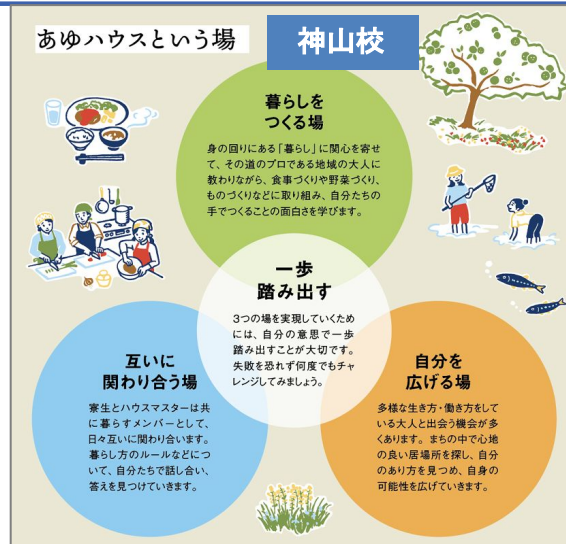 あゆハウスという場
神山校
暮らしを
つくる場
身の回りにある「暮らし」に関心を寄せ
て、その道のプロである地域の大人に
教わりながら、食事づくりや野菜づくり、
ものづくりなどに取り組み、自分たちの
手でつくることの面白さを学びます。
一歩
踏み出す
3つの場を実現していくため
には、自分の意思で一歩
踏み出すことが大切です。
失敗を恐れず何度でもチャ
レンジしてみましょう。
互いに
関わり合う場
寮生とハウスマスターは共
に暮らすメンバーとして、
日々互いに関わり合います。
暮らし方のルールなどにつ
いて、自分たちで話し合い、
答えを見つけていきます。
自分を
広げる場
多様な生き方・働き方をして
いる大人と出会う機会が多
くあります。まちの中で心地
の良い居場所を探し、自分
のあり方を見つめ、自身の
可能性を広げていきます。